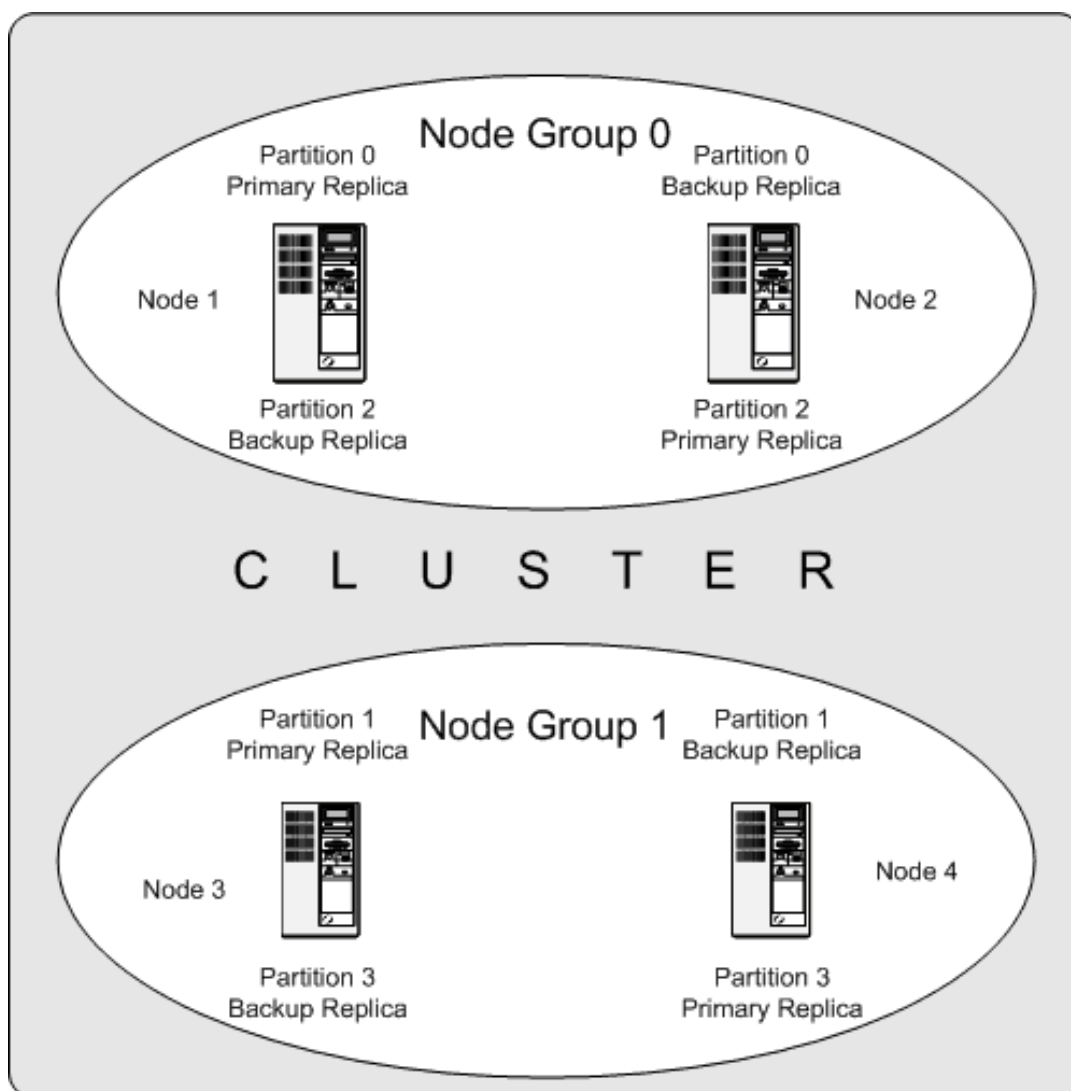 Node Group 0
Partition 0
Primary Replica
Partition 0
Backup Replica
Node 1
Node 2
Partition 2
Backup Replica
Partition 2
Primary Replica
C L U S T E R
Node Group 1
Partition 1
Primary Replica
Partition 1
Backup Replica
Node 3
Node 4
Partition 3
Backup Replica
Partition 3
Primary Replica